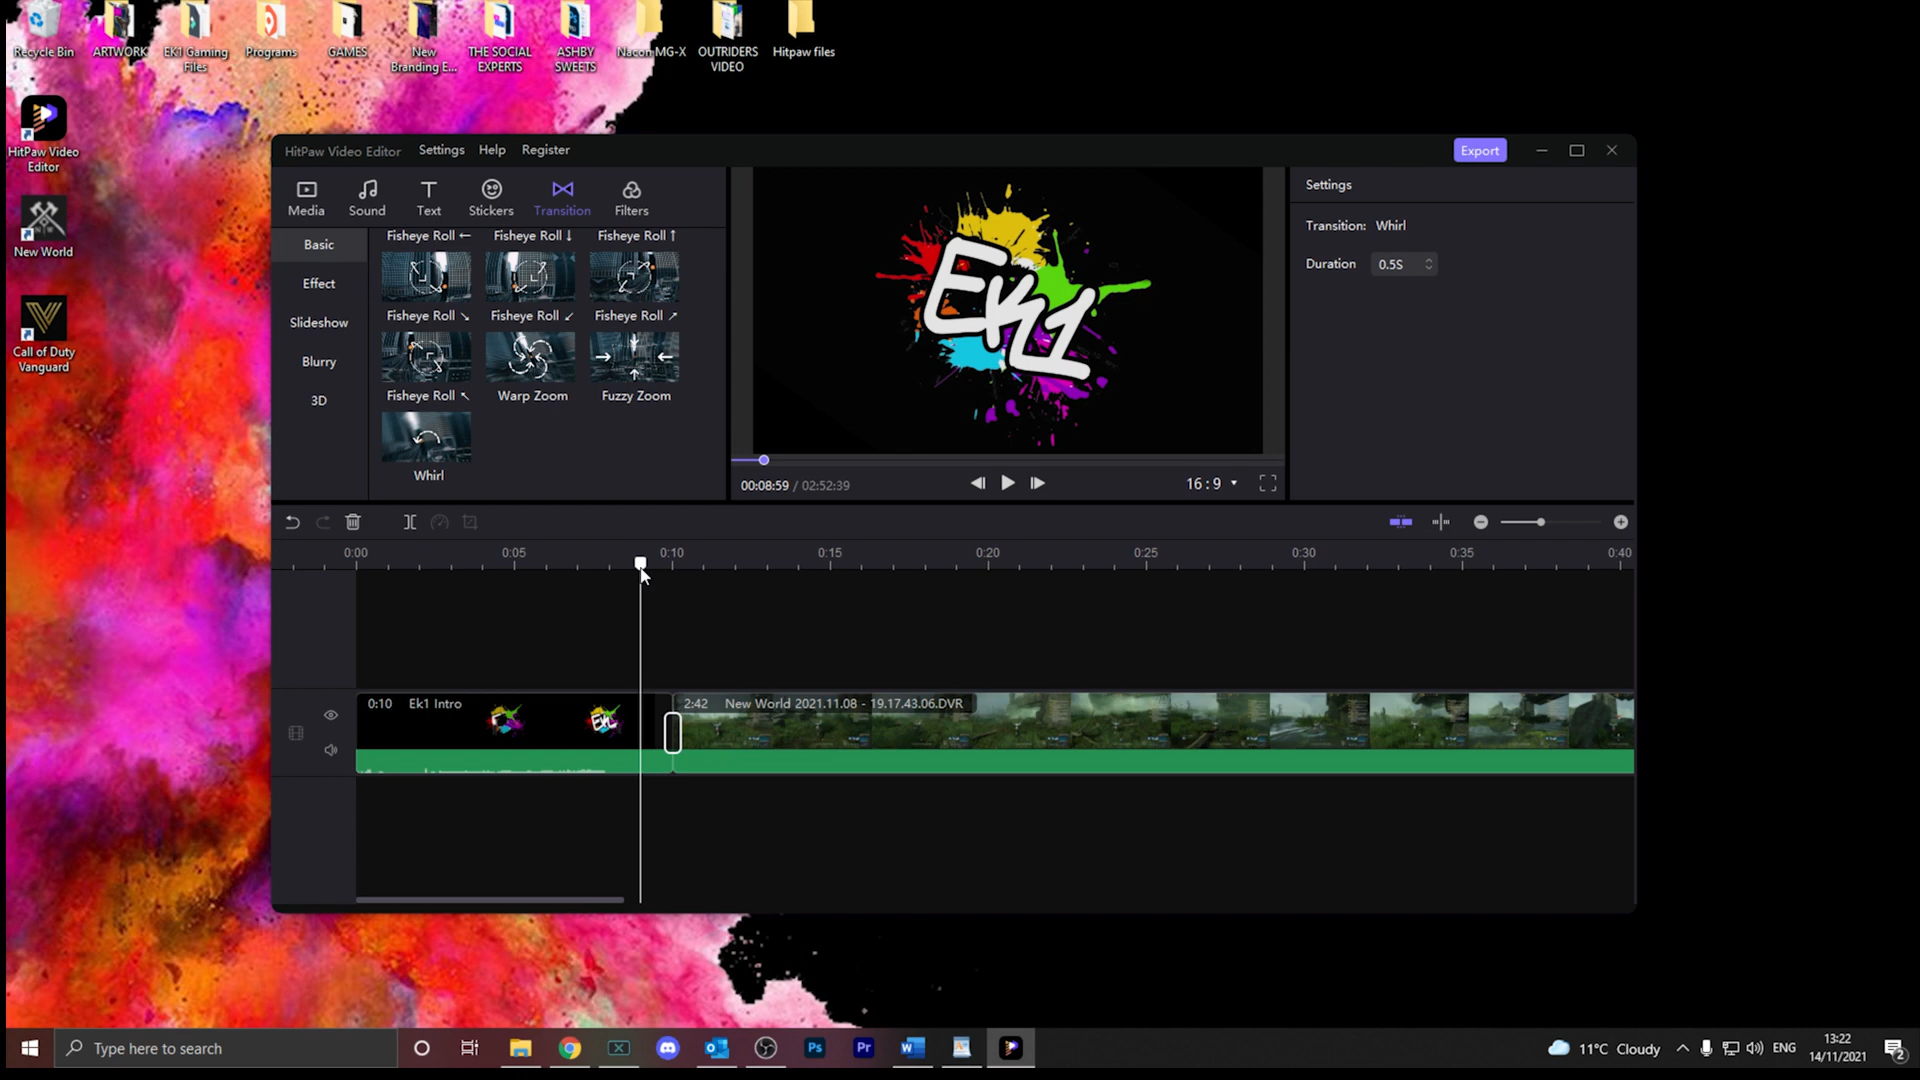 Recycle Bin
ARTWORK
EK1 Gaming
Files
Programs
GAMES
New
Branding E...
THE SOCIAL
EXPERTS
ASHBY
SWEETS
Nacon MG-X
OUTRIDERS
VIDEO
Hitpaw files
HitPaw Video
Editor
New World
Call of Duty
Vanguard
HitPaw Video Editor
Settings
Help
Register
Export
Media
Sound
Text
Stickers
Transition
Filters
Basic
Effect
Slideshow
Blurry
3D
Fisheye Roll ←
Fisheye Roll ↓
Fisheye Roll ↑
Fisheye Roll ↘
Fisheye Roll ↙
Fisheye Roll ↗
Fisheye Roll ↖
Warp Zoom
Fuzzy Zoom
Whirl
Ek1
00:08:59 / 02:52:39
16:9
Settings
Transition: Whirl
Duration 0.5S
0:00 0:05 0:10 0:15 0:20 0:25 0:30 0:35 0:40
0:10 Ek1 Intro
2:42 New World 2021.11.08 - 19.17.43.06.DVR
Type here to search
Ps
Pr
W
11°C Cloudy
ENG
13:22
14/11/2021
2